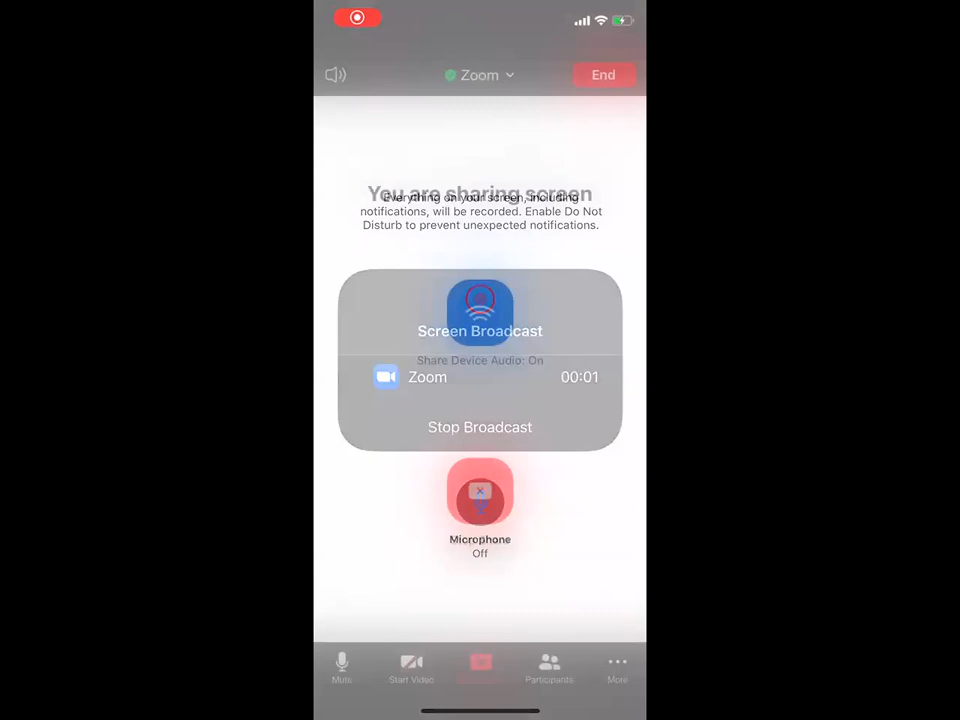 Zoom
End
You are sharing screen
Everything on your screen, including
notifications, will be recorded. Enable Do Not
Disturb to prevent unexpected notifications.
Screen Broadcast
Share Device Audio: On
Zoom 00:01
Stop Broadcast
Microphone
Off
Mute
Start Video
Participants
More